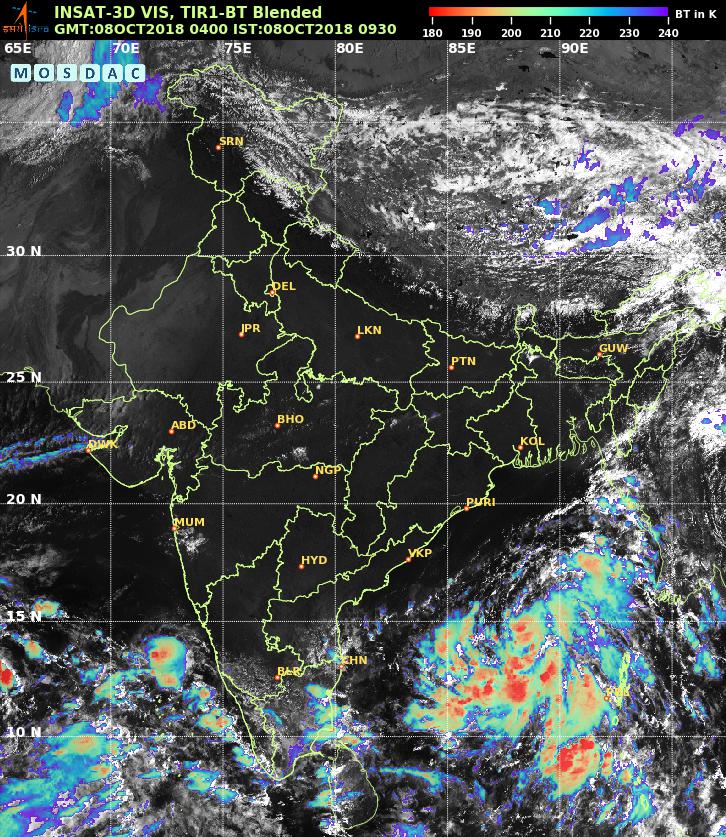 INSAT-3D VIS, TIR1-BT Blended
GMT:08OCT2018 0400 IST:08OCT2018 0930
BT in K
180 190 200 210 220 230 240
65E 70E 75E 80E 85E 90E
MOSDAC
SRN
30 N
DEL
JPR
LKN
GUW
PTN
25 N
ABD
BHO
DWK
KOL
NGP
20 N
PURI
MUM
VKP
HYD
15 N
CHN
BLR
10 N